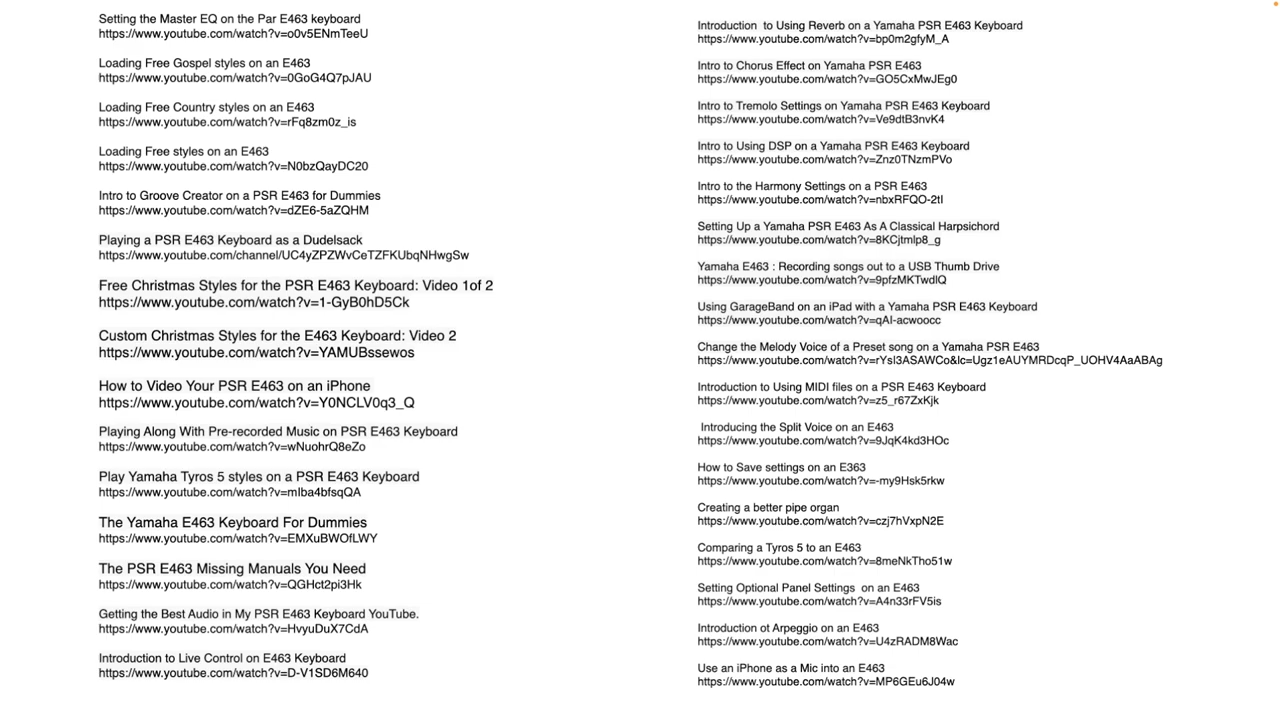 Setting the Master EQ on the Par E463 keyboard
https://www.youtube.com/watch?v=o0v5ENmTeeU
Loading Free Gospel styles on an E463
https://www.youtube.com/watch?v=0GoG4Q7pJAU
Loading Free Country styles on an E463
https://www.youtube.com/watch?v=rFq8zm0z_is
Loading Free styles on an E463
https://www.youtube.com/watch?v=N0bzQayDC20
Intro to Groove Creator on a PSR E463 for Dummies
https://www.youtube.com/watch?v=dZE6-5aZQHM
Playing a PSR E463 Keyboard as a Dudelsack
https://www.youtube.com/channel/UC4yZPZWvCeTZFKUbqNHwgSw
Free Christmas Styles for the PSR E463 Keyboard: Video 1of 2
https://www.youtube.com/watch?v=1-GyB0hD5Ck
Custom Christmas Styles for the E463 Keyboard: Video 2
https://www.youtube.com/watch?v=YAMUBssewos
How to Video Your PSR E463 on an iPhone
https://www.youtube.com/watch?v=Y0NCLV0q3_Q
Playing Along With Pre-recorded Music on PSR E463 Keyboard
https://www.youtube.com/watch?v=wNuohrQ8eZo
Play Yamaha Tyros 5 styles on a PSR E463 Keyboard
https://www.youtube.com/watch?v=mIba4bfsqQA
The Yamaha E463 Keyboard For Dummies
https://www.youtube.com/watch?v=EMXuBWOfLWY
The PSR E463 Missing Manuals You Need
https://www.youtube.com/watch?v=QGHct2pi3Hk
Getting the Best Audio in My PSR E463 Keyboard YouTube.
https://www.youtube.com/watch?v=HvyuDuX7CdA
Introduction to Live Control on E463 Keyboard
https://www.youtube.com/watch?v=D-V1SD6M640
Introduction  to Using Reverb on a Yamaha PSR E463 Keyboard
https://www.youtube.com/watch?v=bp0m2gfyM_A
Intro to Chorus Effect on Yamaha PSR E463
https://www.youtube.com/watch?v=GO5CxMwJEg0
Intro to Tremolo Settings on Yamaha PSR E463 Keyboard
https://www.youtube.com/watch?v=Ve9dtB3nvK4
Intro to Using DSP on a Yamaha PSR E463 Keyboard
https://www.youtube.com/watch?v=Znz0TNzmPVo
Intro to the Harmony Settings on a PSR E463
https://www.youtube.com/watch?v=nbxRFQO-2tI
Setting Up a Yamaha PSR E463 As A Classical Harpsichord
https://www.youtube.com/watch?v=8KCjtmlp8_g
Yamaha E463 : Recording songs out to a USB Thumb Drive
https://www.youtube.com/watch?v=9pfzMKTwdlQ
Using GarageBand on an iPad with a Yamaha PSR E463 Keyboard
https://www.youtube.com/watch?v=qAI-acwoocc
Change the Melody Voice of a Preset song on a Yamaha PSR E463
https://www.youtube.com/watch?v=rYsI3ASAWCo&lc=Ugz1eAUYMRDcqP_UOHV4AaABAg
Introduction to Using MIDI files on a PSR E463 Keyboard
https://www.youtube.com/watch?v=z5_r67ZxKjk
Introducing the Split Voice on an E463
https://www.youtube.com/watch?v=9JqK4kd3HOc
How to Save settings on an E363
https://www.youtube.com/watch?v=-my9Hsk5rkw
Creating a better pipe organ
https://www.youtube.com/watch?v=czj7hVxpN2E
Comparing a Tyros 5 to an E463
https://www.youtube.com/watch?v=8meNkTho51w
Setting Optional Panel Settings  on an E463
https://www.youtube.com/watch?v=A4n33rFV5is
Introduction ot Arpeggio on an E463
https://www.youtube.com/watch?v=U4zRADM8Wac
Use an iPhone as a Mic into an E463
https://www.youtube.com/watch?v=MP6GEu6J04w